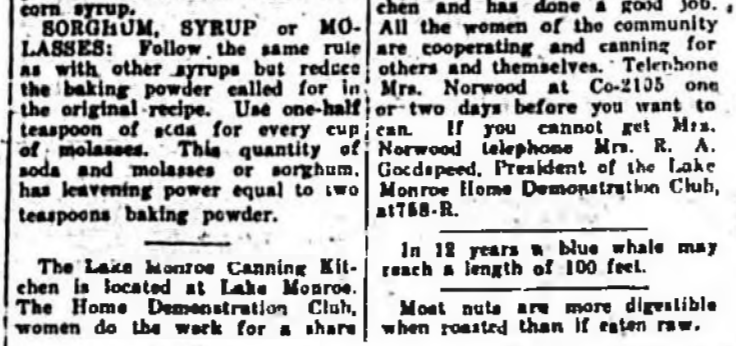 corn syrup.
SORGHUM, SYRUP or MO-
LASSES: Follow the same rule
as with other syrups but reduce
the baking powder called for in
the original recipe. Use one-half
teaspoon of soda for every cup
of molasses. This quantity of
soda and molasses or sorghum,
has leavening power equal to two
teaspoons baking powder.
The Lake Monroe Canning Kit-
chen is located at Lake Monroe.
The Home Demonstration Club,
women do the work for a share
chen and has done a good job.
All the women of the community
are cooperating and canning for
others and themselves. Telephone
Mrs. Norwood at Co-2105 one
or two days before you want to
can. If you cannot get Mrs.
Norwood telephone Mrs. R. A.
Godspeed, President of the Lake
Monroe Home Demonstration Club,
at 768-R.
In 12 years a blue whale may
reach a length of 100 feet.
Most nuts are more digestible
when roasted than if eaten raw.